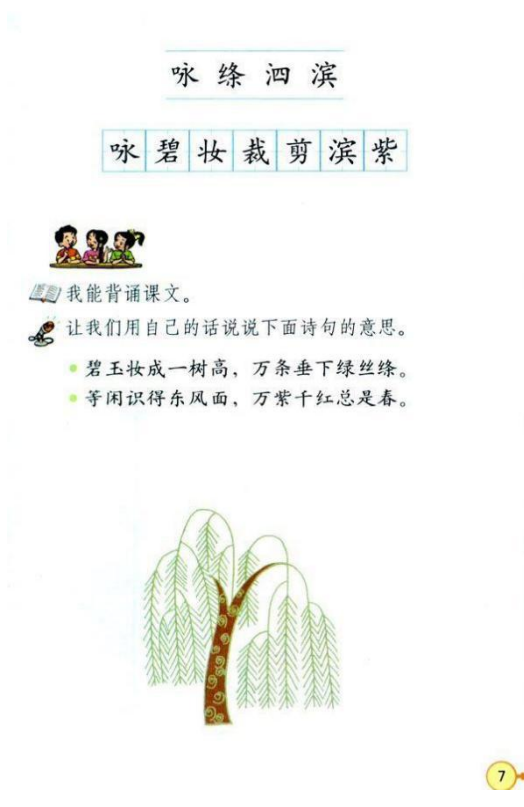 咏绦泗滨
咏碧妆裁剪滨紫
我能背诵课文。
让我们用自己的话说说下面诗句的意思。
碧玉妆成一树高，万条垂下绿丝绦。
等闲识得东风面，万紫千红总是春。
7